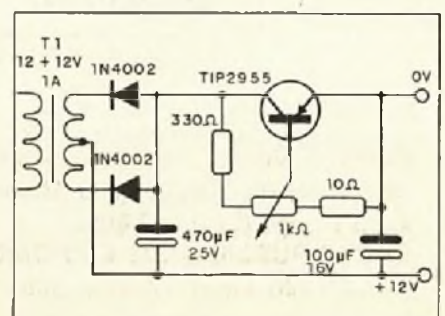 T1
12 + 12V
1A
1N4002
TIP2955
0V
330Ω
1N4002
10Ω
1kΩ
470µF
25V
100µF
16V
+12V